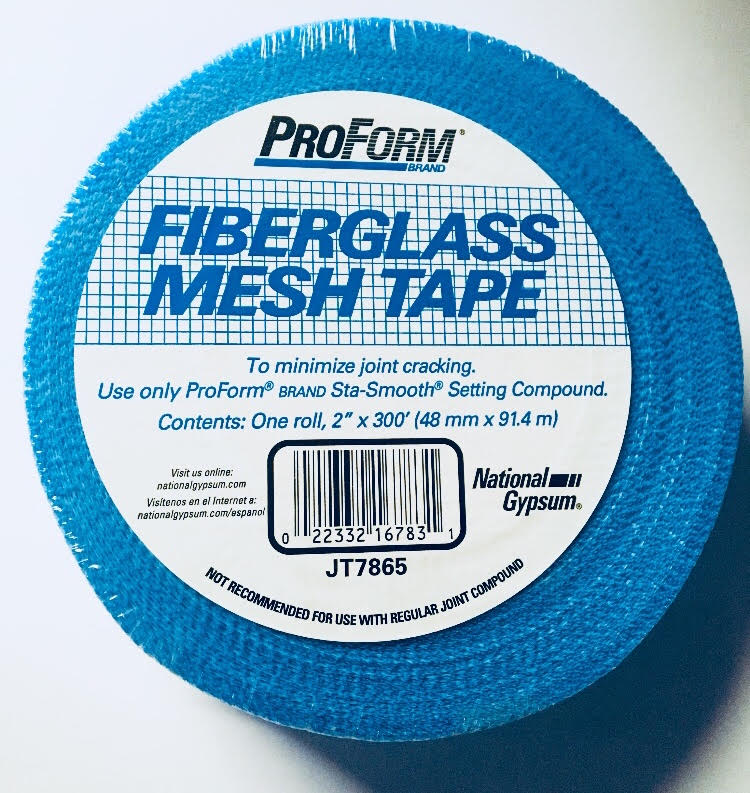 PROFORM®
BRAND
FIBERGLASS
MESH TAPE
To minimize joint cracking.
Use only ProForm® BRAND Sta-Smooth® Setting Compound.
Contents: One roll, 2” x 300’ (48 mm x 91.4 m)
Visit us online:
nationalgypsum.com
Visítenos en el Internet a:
nationalgypsum.com/espanol
0 22332 16783 1
National
Gypsum®
JT7865
NOT RECOMMENDED FOR USE WITH REGULAR JOINT COMPOUND